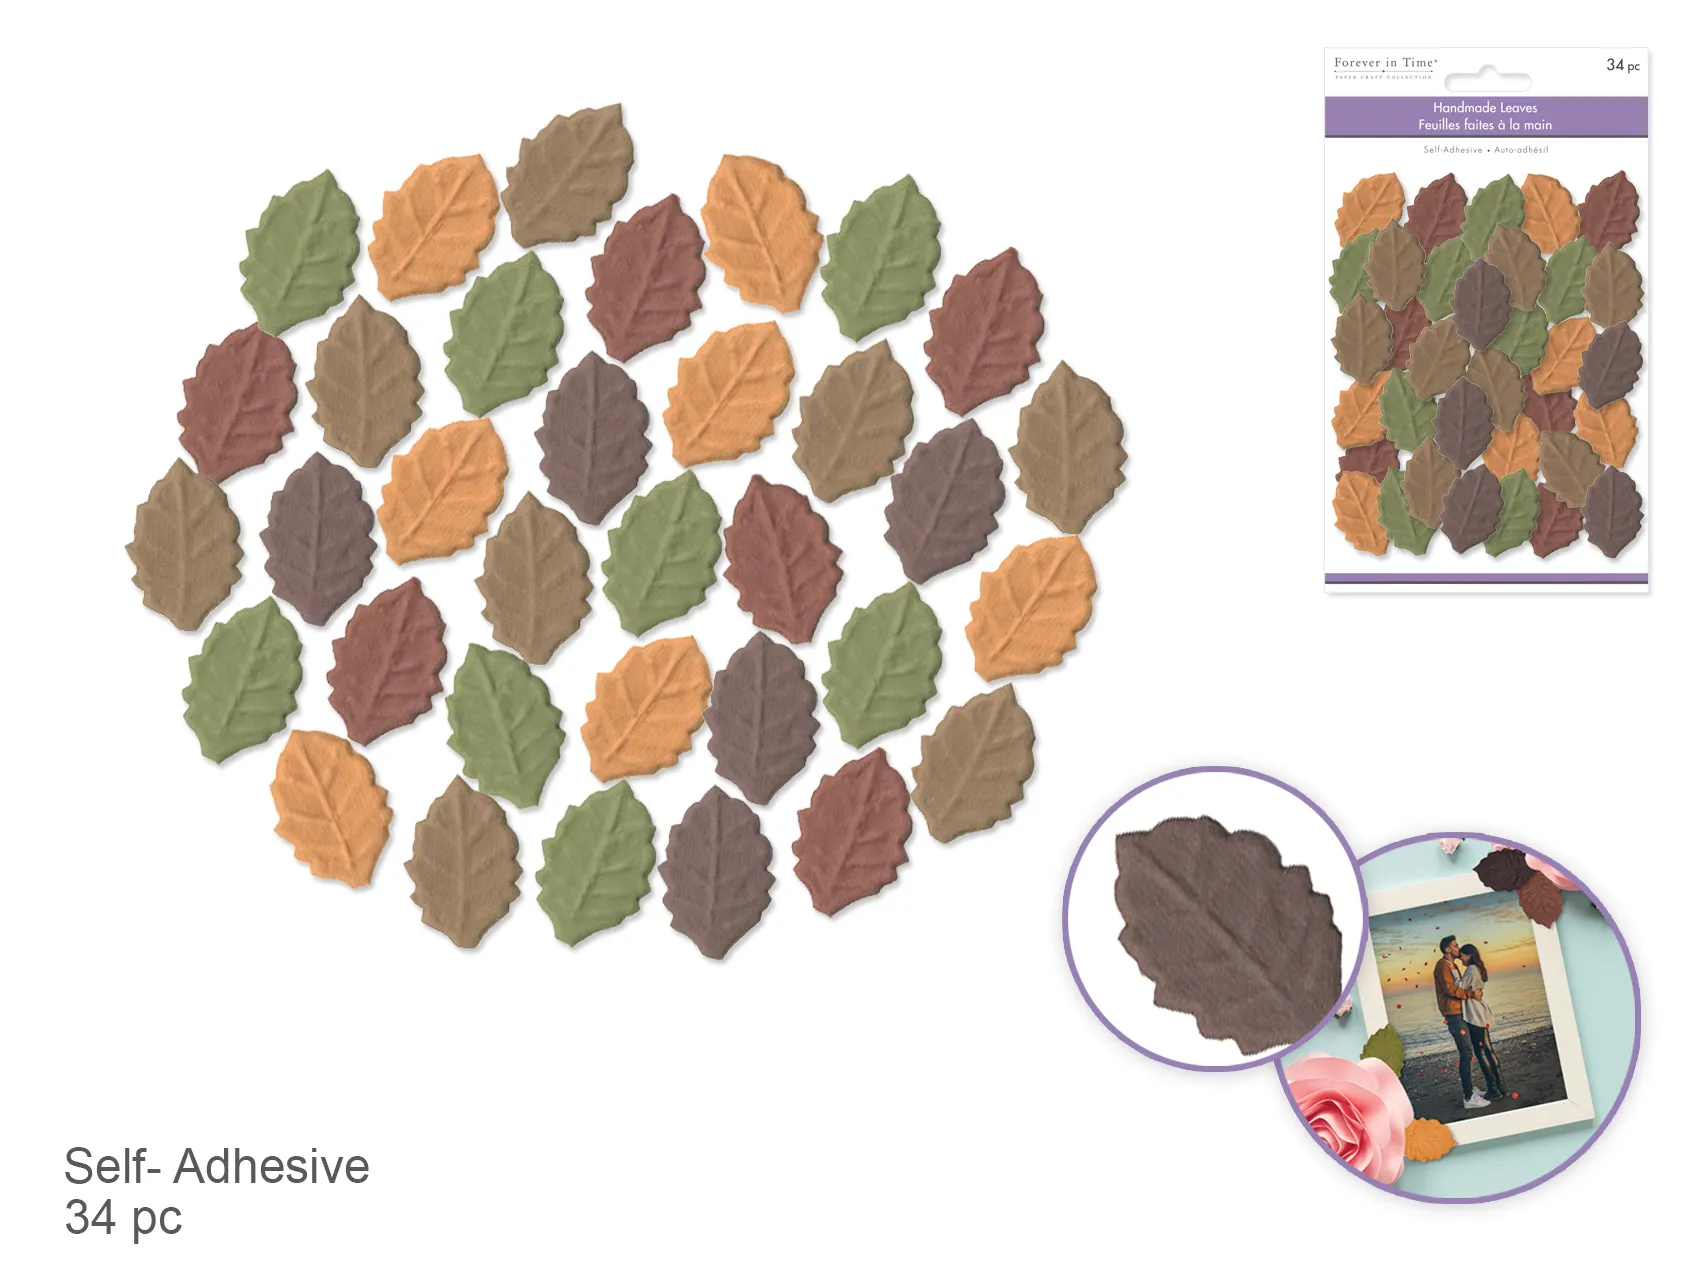 Forever in Time®
PAPER CRAFT COLLECTION
34 pc
Handmade Leaves
Feuilles faites à la main
Self-Adhesive • Auto-adhésif
Self- Adhesive
34 pc